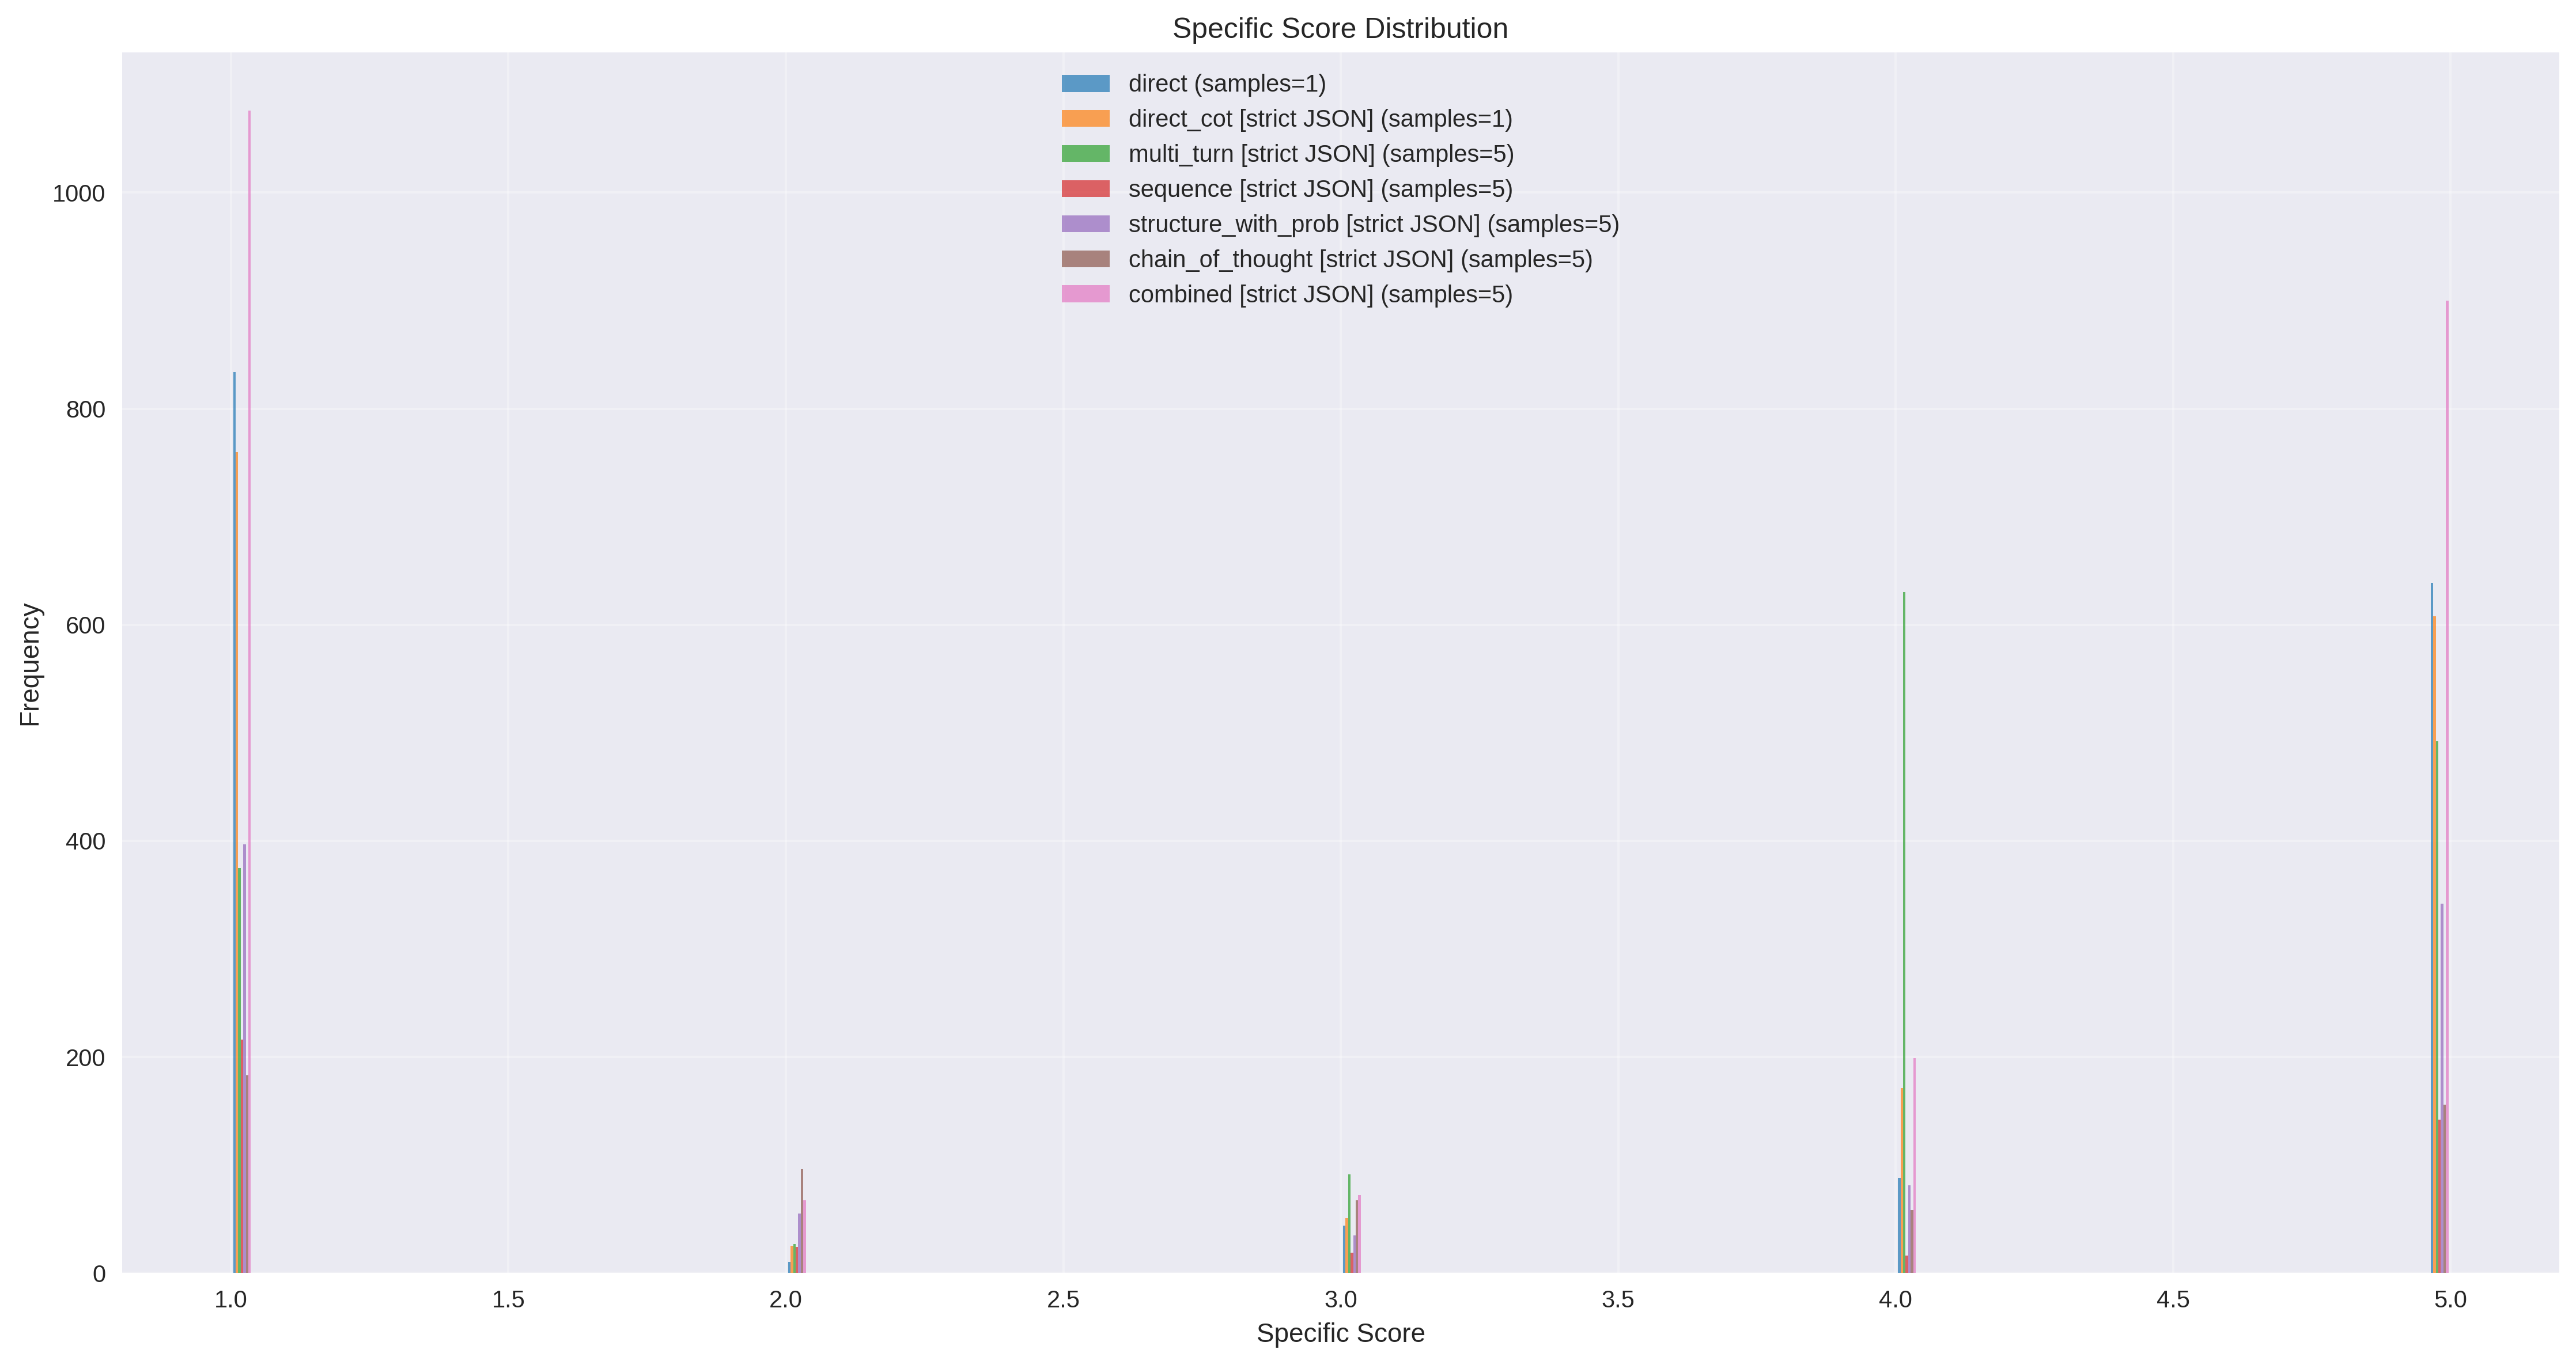 Specific Score Distribution
direct (samples=1)
direct_cot [strict JSON] (samples=1)
multi_turn [strict JSON] (samples=5)
sequence [strict JSON] (samples=5)
structure_with_prob [strict JSON] (samples=5)
chain_of_thought [strict JSON] (samples=5)
combined [strict JSON] (samples=5)
1000
800
600
400
200
0
Frequency
1.0 1.5 2.0 2.5 3.0 3.5 4.0 4.5 5.0
Specific Score